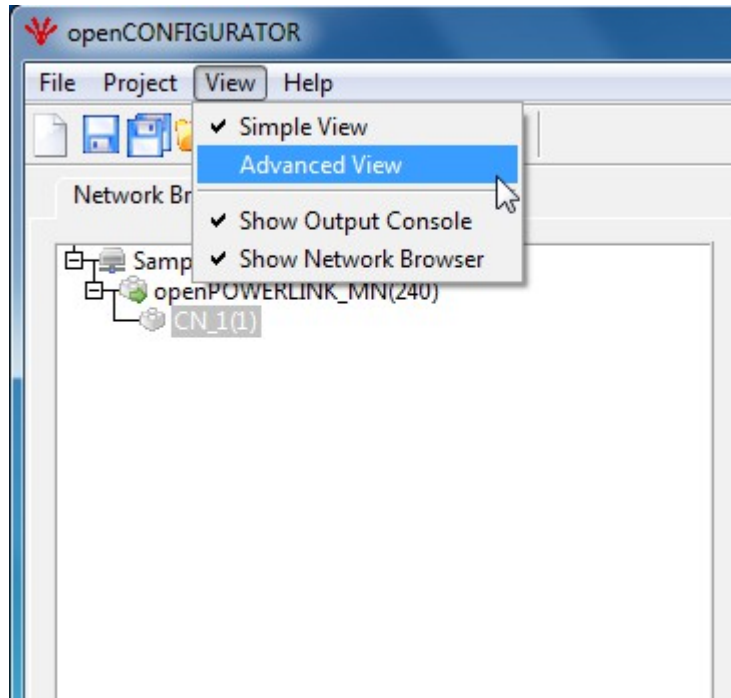 openCONFIGURATOR
File Project View Help
Simple View
Advanced View
Network Br
Show Output Console
Show Network Browser
Samp
openPOWERLINK_MN(240)
CN_1(1)